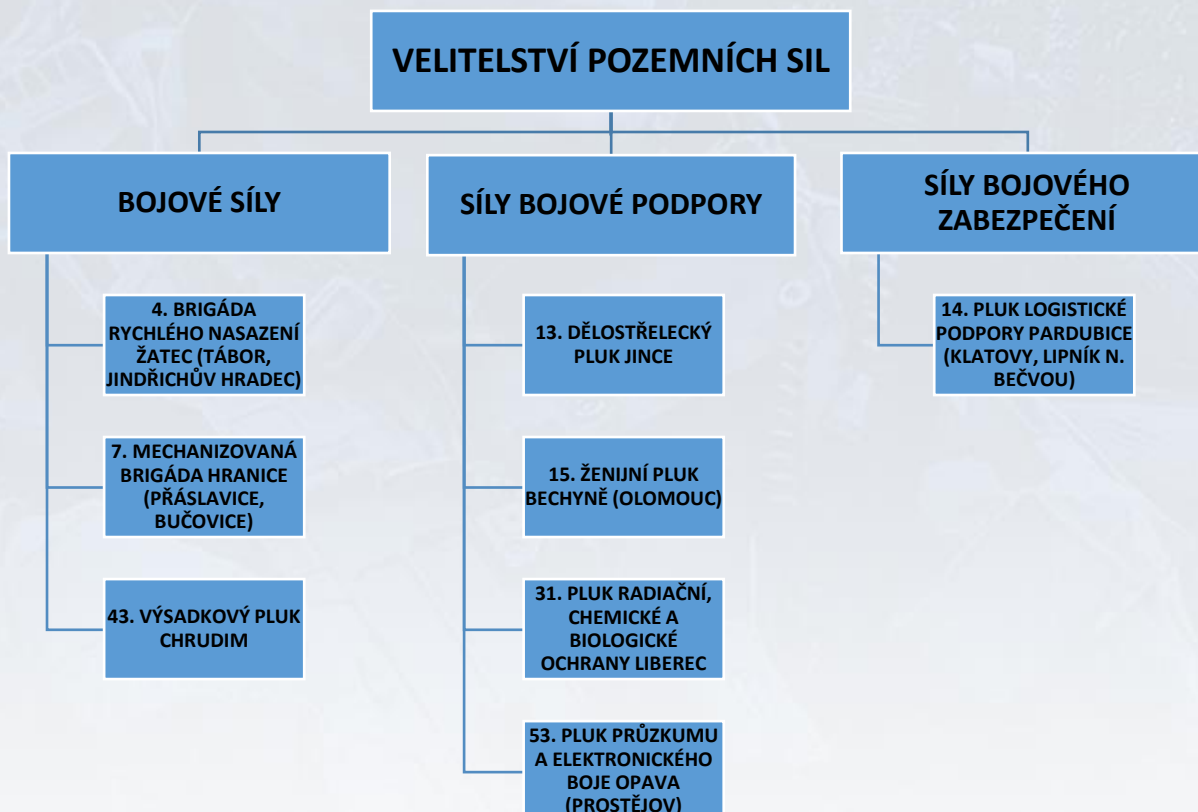 VELITELSTVÍ POZEMNÍCH SIL
BOJOVÉ SÍLY
4. BRIGÁDA
RYCHLÉHO NASAZENÍ
ŽATEC (TÁBOR,
JINDŘICHŮV HRADEC)
7. MECHANIZOVANÁ
BRIGÁDA HRANICE
(PŘÁSLAVICE,
BUČOVICE)
43. VÝSADKOVÝ PLUK
CHRUDIM
SÍLY BOJOVÉ PODPORY
13. DĚLOSTŘELECKÝ
PLUK JINCE
15. ŽENIJNÍ PLUK
BECHYNĚ (OLOMOUC)
31. PLUK RADIAČNÍ,
CHEMICKÉ A
BIOLOGICKÉ
OCHRANY LIBEREC
53. PLUK PRŮZKUMU
A ELEKTRONICKÉHO
BOJE OPAVA
(PROSTĚJOV)
SÍLY BOJOVÉHO
ZABEZPEČENÍ
14. PLUK LOGISTICKÉ
PODPORY PARDUBICE
(KLATOVY, LIPNÍK N.
BEČVOU)